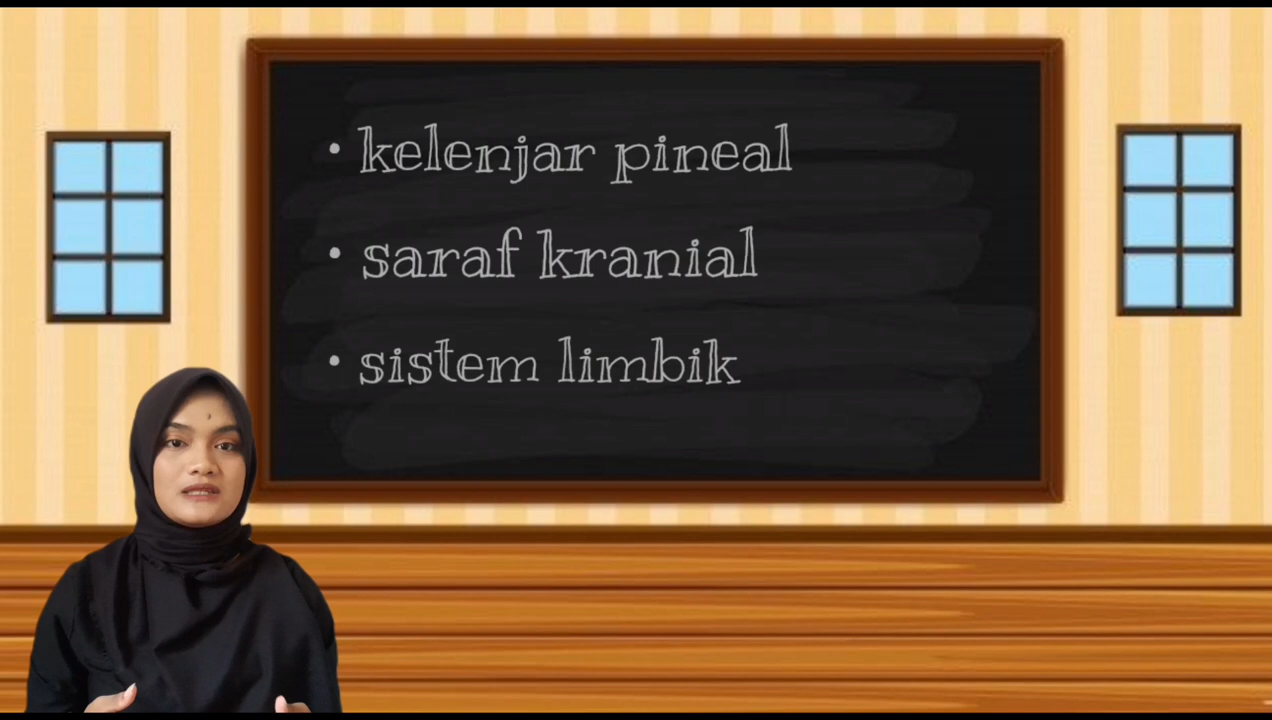 • kelenjar pineal
• saraf kranial
• sistem limbik